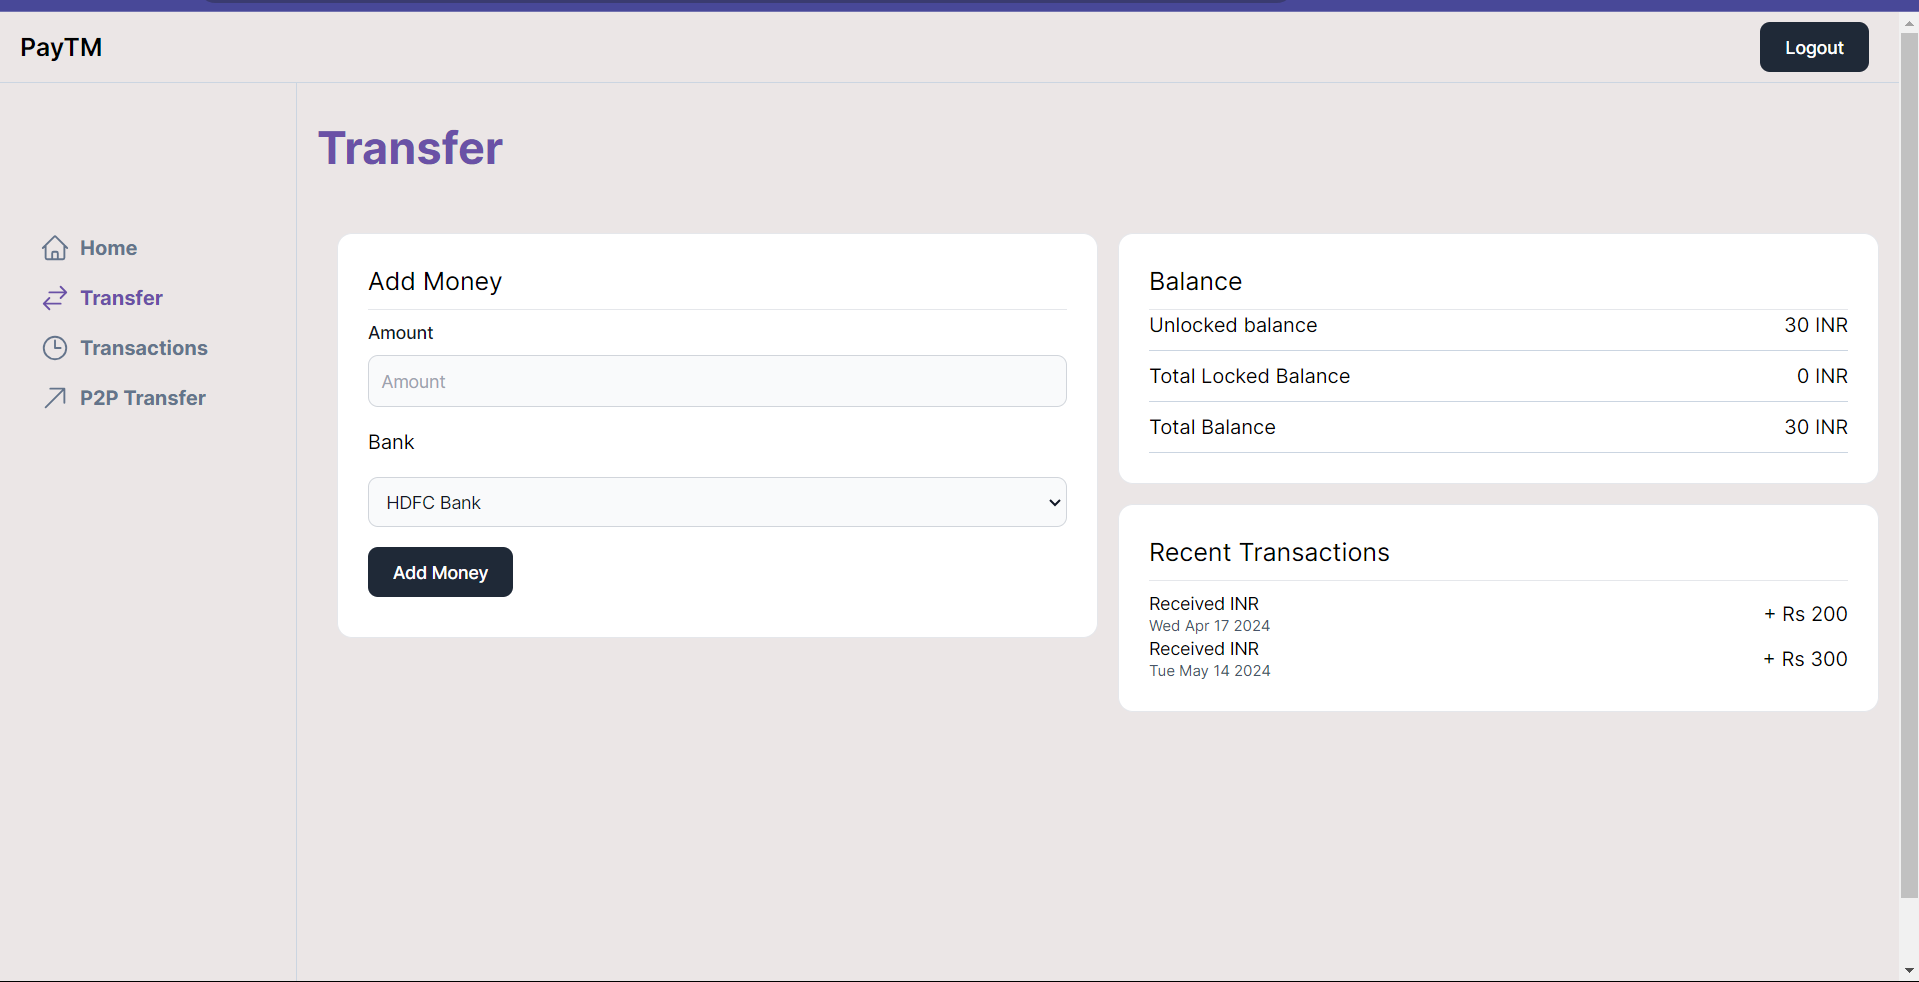 PayTM
Logout
Transfer
Home
Transfer
Transactions
P2P Transfer
Add Money
Amount
Amount
Bank
HDFC Bank
Add Money
Balance
Unlocked balance 30 INR
Total Locked Balance 0 INR
Total Balance 30 INR
Recent Transactions
Received INR
Wed Apr 17 2024
+ Rs 200
Received INR
Tue May 14 2024
+ Rs 300